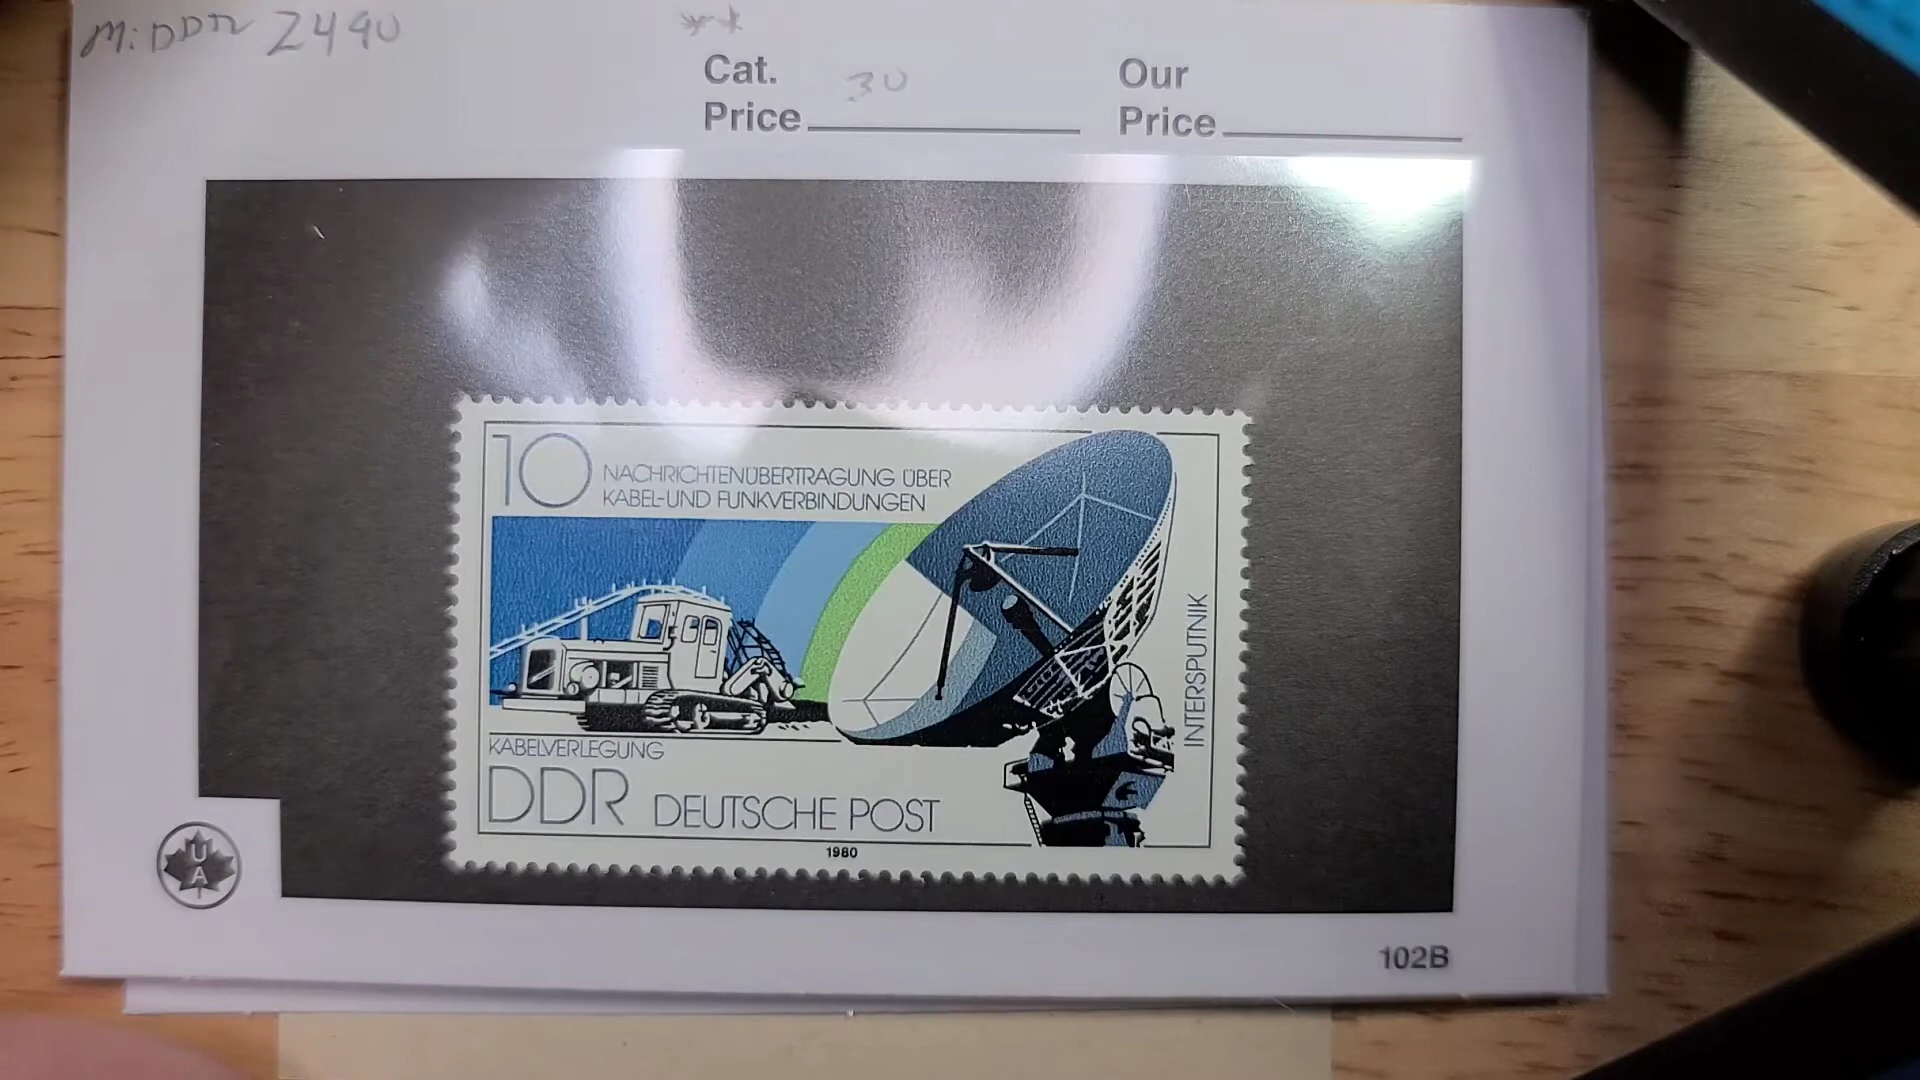 Mi DDR 2490
**
Cat.
Price
30
Our
Price
10
NACHRICHTENÜBERTRAGUNG ÜBER
KABEL-UND FUNKVERBINDUNGEN
INTERSPUTNIK
KABELVERLEGUNG
DDR DEUTSCHE POST
1980
UA
102B